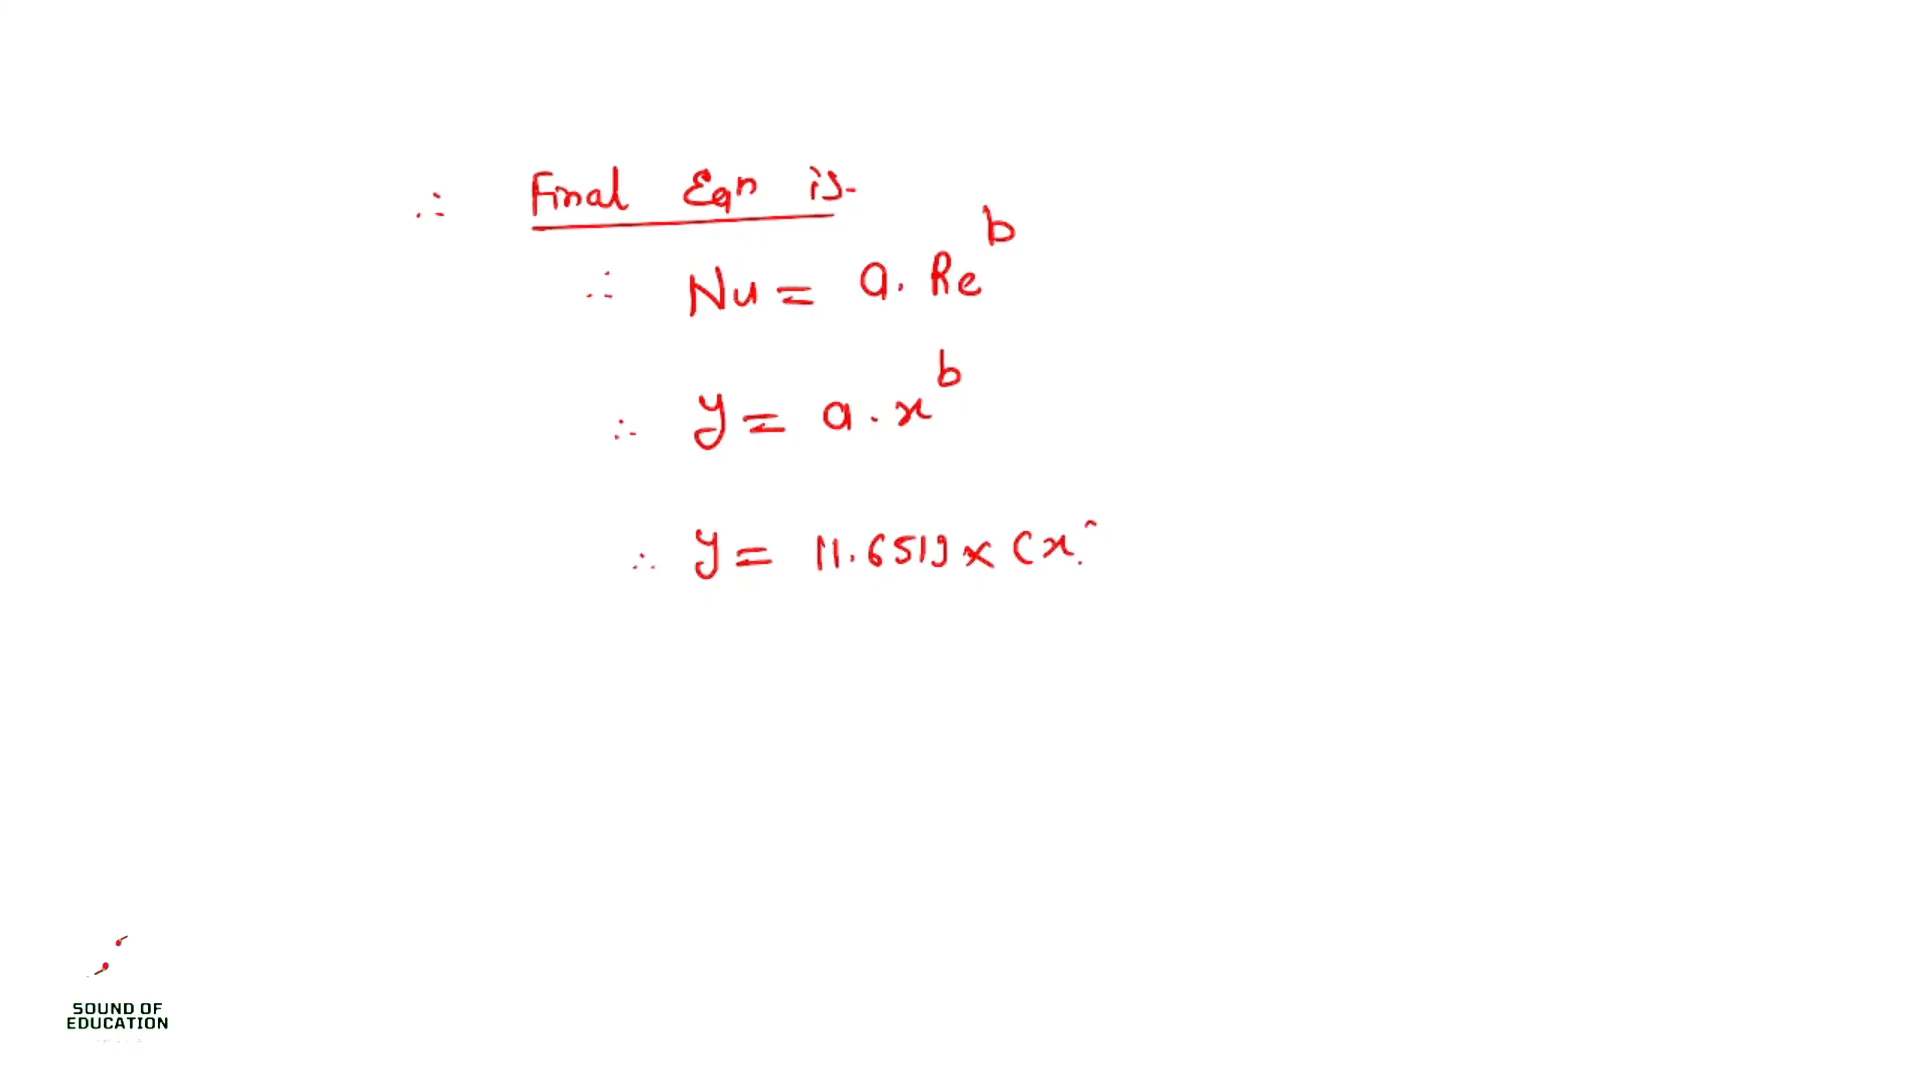 ∴ Final Eqn is-
∴ Nu = a. Re^b
∴ y = a.x^b
∴ y = 11.6519 × (x
SOUND OF
EDUCATION